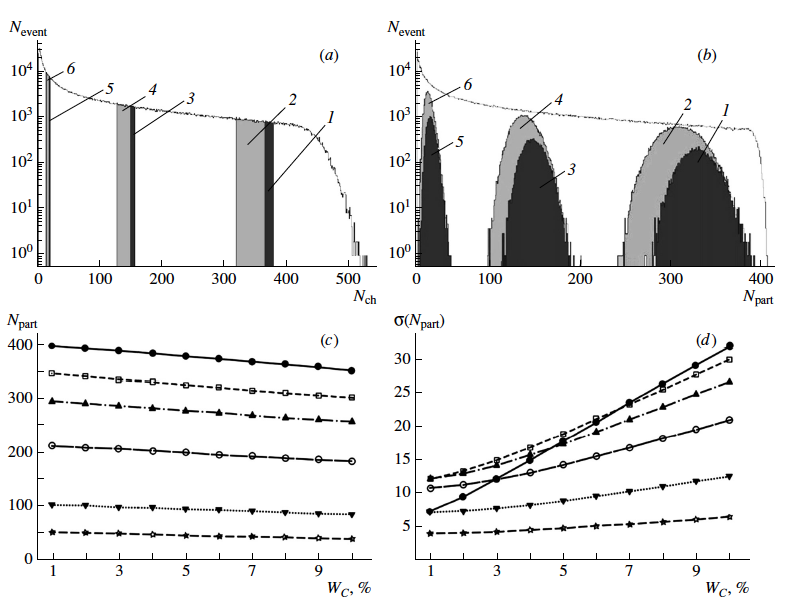 N_event
(a)
10^4
10^3
10^2
10^1
10^0
6
5
4
3
2
1
0 100 200 300 400 500
N_ch
N_event
(b)
10^4
10^3
10^2
10^1
10^0
6
5
4
3
2
1
0 100 200 300 400
N_part
N_part
(c)
400
300
200
100
0
1 3 5 7 9
W_C, %
σ(N_part)
(d)
30
25
20
15
10
5
1 3 5 7 9
W_C, %